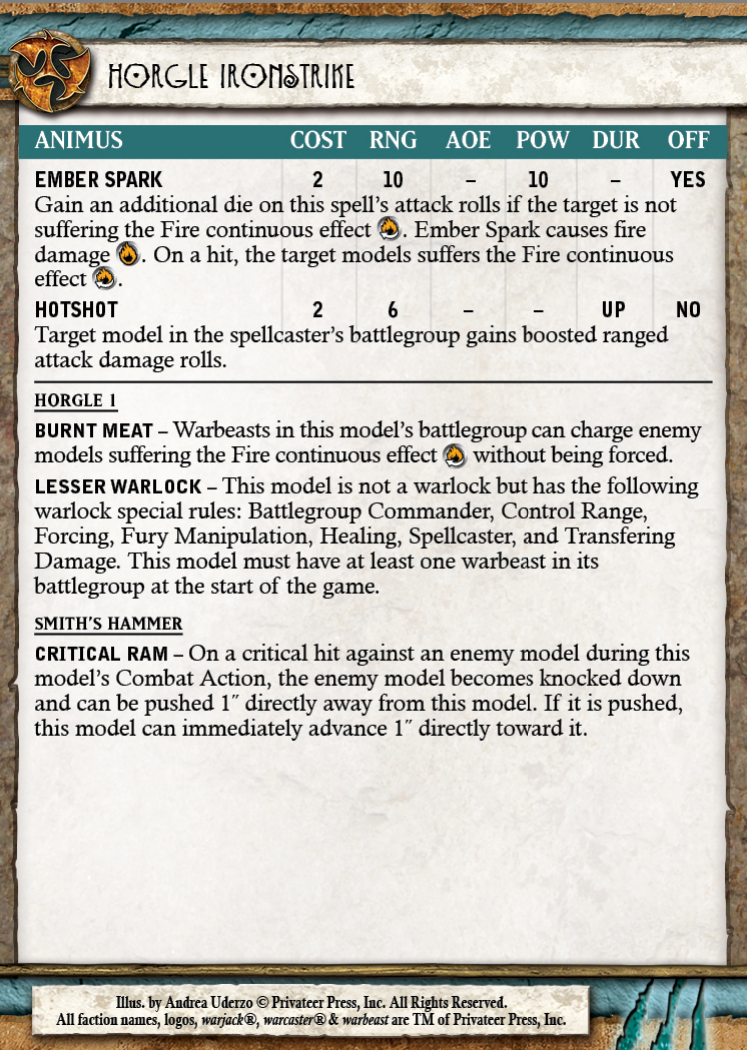 HORGLE IRONSTRIKE
ANIMUS COST RNG AOE POW DUR OFF
EMBER SPARK 2 10 – 10 – YES
Gain an additional die on this spell's attack rolls if the target is not
suffering the Fire continuous effect . Ember Spark causes fire
damage . On a hit, the target models suffers the Fire continuous
effect .
HOTSHOT 2 6 – – UP NO
Target model in the spellcaster's battlegroup gains boosted ranged
attack damage rolls.
HORGLE 1
BURNT MEAT – Warbeasts in this model's battlegroup can charge enemy
models suffering the Fire continuous effect without being forced.
LESSER WARLOCK – This model is not a warlock but has the following
warlock special rules: Battlegroup Commander, Control Range,
Forcing, Fury Manipulation, Healing, Spellcaster, and Transfering
Damage. This model must have at least one warbeast in its
battlegroup at the start of the game.
SMITH'S HAMMER
CRITICAL RAM – On a critical hit against an enemy model during this
model's Combat Action, the enemy model becomes knocked down
and can be pushed 1″ directly away from this model. If it is pushed,
this model can immediately advance 1″ directly toward it.
Illus. by Andrea Uderzo © Privateer Press, Inc. All Rights Reserved.
All faction names, logos, warjack®, warcaster® & warbeast are TM of Privateer Press, Inc.